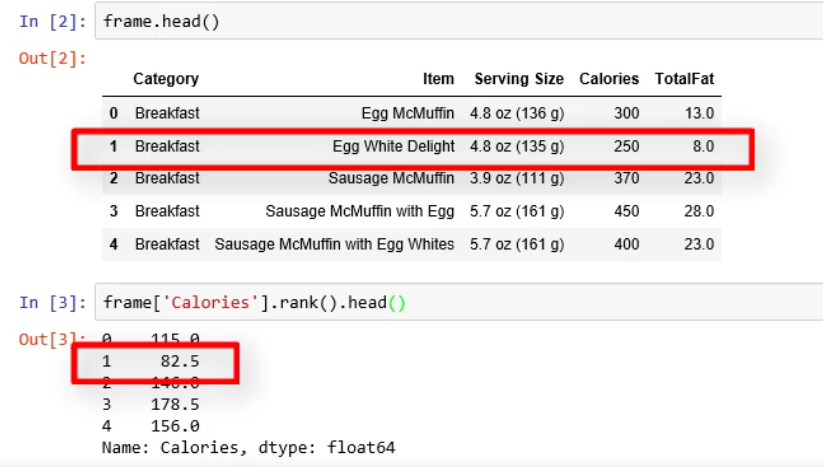 In [2]: frame.head()
Out[2]:
Category Item Serving Size Calories TotalFat
0 Breakfast Egg McMuffin 4.8 oz (136 g) 300 13.0
1 Breakfast Egg White Delight 4.8 oz (135 g) 250 8.0
2 Breakfast Sausage McMuffin 3.9 oz (111 g) 370 23.0
3 Breakfast Sausage McMuffin with Egg 5.7 oz (161 g) 450 28.0
4 Breakfast Sausage McMuffin with Egg Whites 5.7 oz (161 g) 400 23.0
In [3]: frame['Calories'].rank().head()
Out[3]: 0 115.0
1 82.5
2 146.0
3 178.5
4 156.0
Name: Calories, dtype: float64